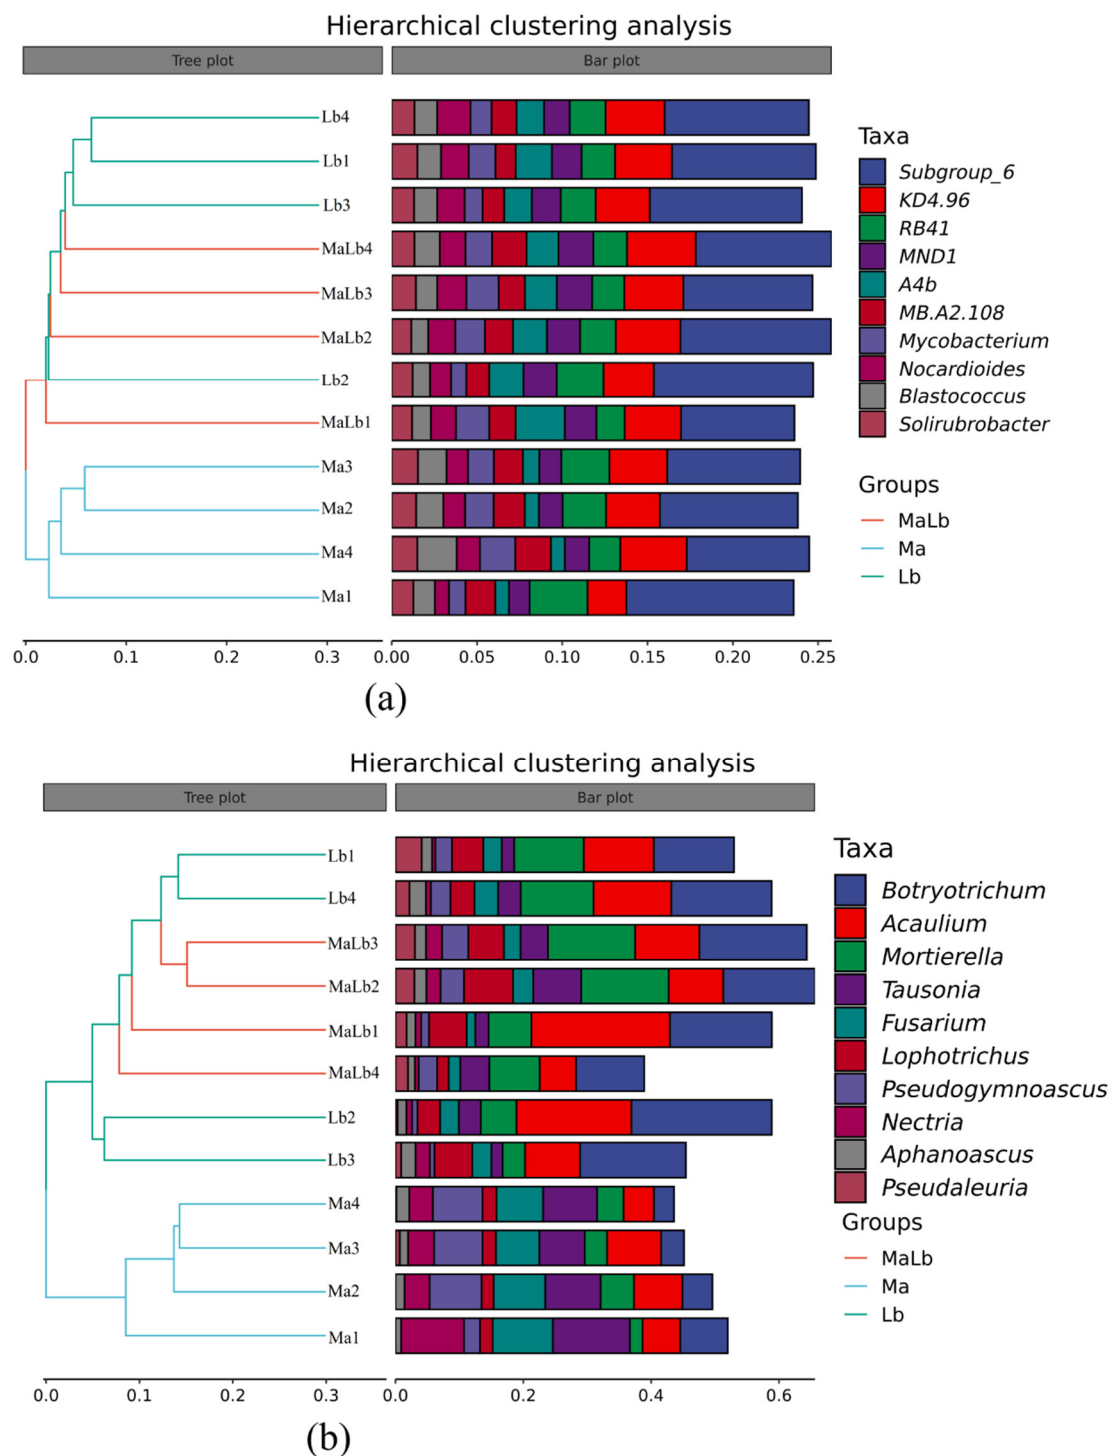 Hierarchical clustering analysis
Tree plot
Bar plot
Lb4
Lb1
Lb3
MaLb4
MaLb3
MaLb2
Lb2
MaLb1
Ma3
Ma2
Ma4
Ma1
0.0 0.1 0.2 0.3
0.00 0.05 0.10 0.15 0.20 0.25
Taxa
Subgroup_6
KD4.96
RB41
MND1
A4b
MB.A2.108
Mycobacterium
Nocardioides
Blastococcus
Solirubrobacter
Groups
MaLb
Ma
Lb
(a)
Hierarchical clustering analysis
Tree plot
Bar plot
Lb1
Lb4
MaLb3
MaLb2
MaLb1
MaLb4
Lb2
Lb3
Ma4
Ma3
Ma2
Ma1
0.0 0.1 0.2 0.3
0.0 0.2 0.4 0.6
Taxa
Botryotrichum
Acaulium
Mortierella
Tausonia
Fusarium
Lophotrichus
Pseudogymnoascus
Nectria
Aphanoascus
Pseudaleuria
Groups
MaLb
Ma
Lb
(b)